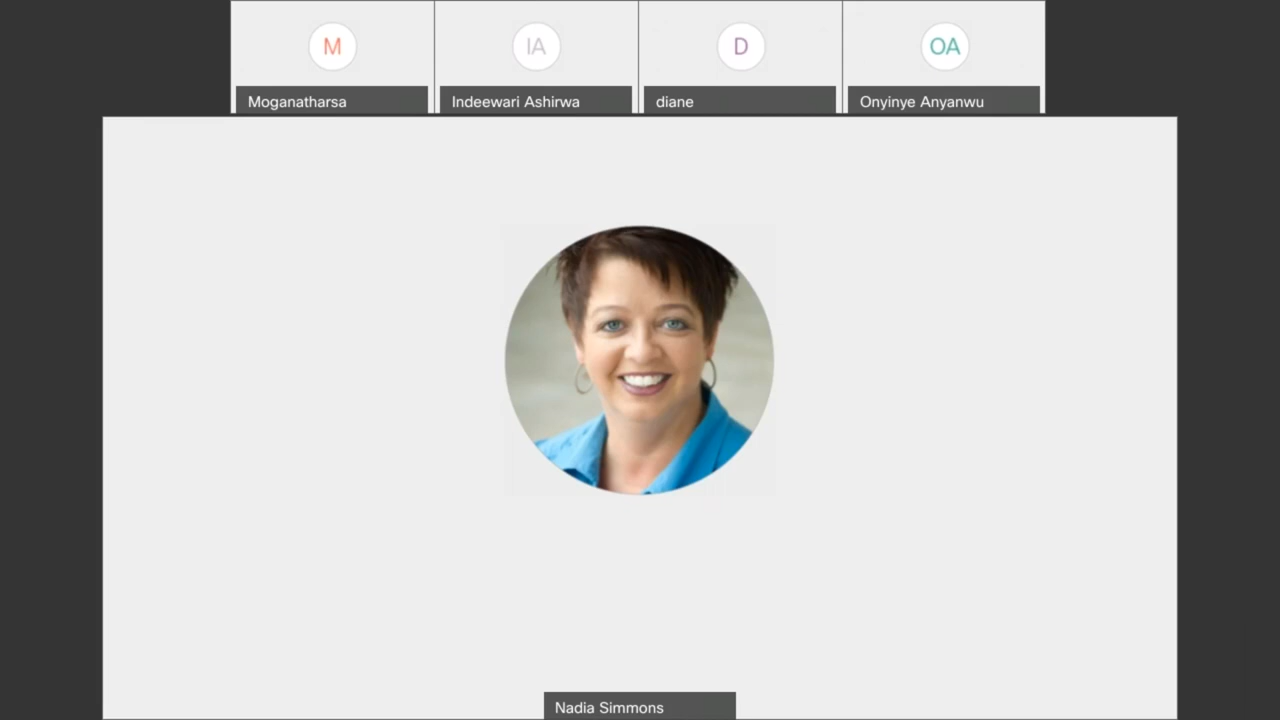 M
IA
D
OA
Moganatharsa
Indeewari Ashirwa
diane
Onyinye Anyanwu
Nadia Simmons